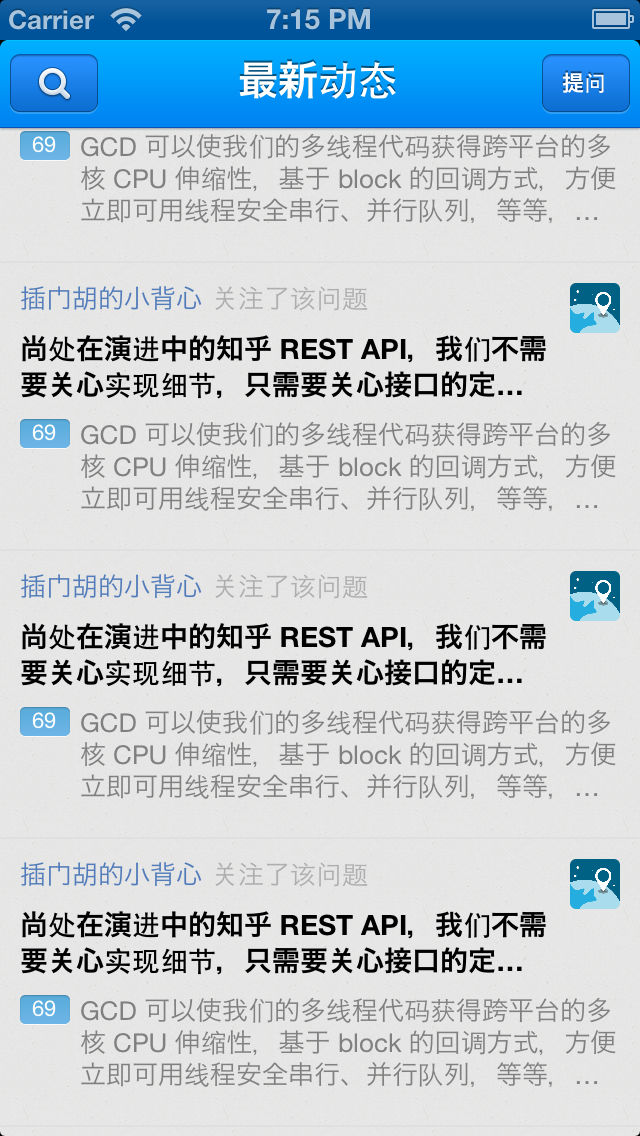 Carrier 7:15 PM
最新动态
提问
69 GCD 可以使我们的多线程代码获得跨平台的多
核 CPU 伸缩性，基于 block 的回调方式，方便
立即可用线程安全串行、并行队列，等等，…
插门胡的小背心 关注了该问题
尚处在演进中的知乎 REST API，我们不需
要关心实现细节，只需要关心接口的定…
69 GCD 可以使我们的多线程代码获得跨平台的多
核 CPU 伸缩性，基于 block 的回调方式，方便
立即可用线程安全串行、并行队列，等等，…
插门胡的小背心 关注了该问题
尚处在演进中的知乎 REST API，我们不需
要关心实现细节，只需要关心接口的定…
69 GCD 可以使我们的多线程代码获得跨平台的多
核 CPU 伸缩性，基于 block 的回调方式，方便
立即可用线程安全串行、并行队列，等等，…
插门胡的小背心 关注了该问题
尚处在演进中的知乎 REST API，我们不需
要关心实现细节，只需要关心接口的定…
69 GCD 可以使我们的多线程代码获得跨平台的多
核 CPU 伸缩性，基于 block 的回调方式，方便
立即可用线程安全串行、并行队列，等等，…